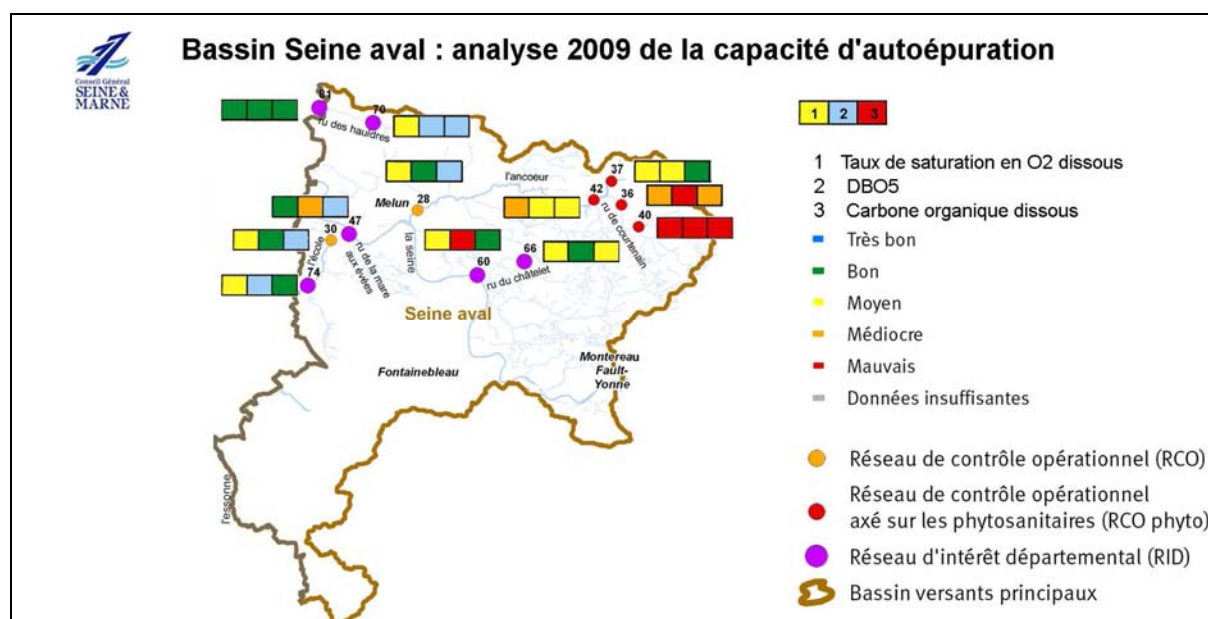 Bassin Seine aval : analyse 2009 de la capacité d'autoépuration
Conseil Général
SEINE &
MARNE
81
70
ru des hauldres
1 2 3
1 Taux de saturation en O2 dissous
2 DBO5
3 Carbone organique dissous
Très bon
Bon
Moyen
Médiocre
Mauvais
Données insuffisantes
l'ancoeur
37
42
36
40
ru de courtenain
Melun
28
47
30
l'école
74
ru de la mare
aux évées
la seine
60
66
ru du châtelet
Seine aval
Fontainebleau
Montereau
Fault-
Yonne
l'essonne
Réseau de contrôle opérationnel (RCO)
Réseau de contrôle opérationnel
axé sur les phytosanitaires (RCO phyto)
Réseau d'intérêt départemental (RID)
Bassin versants principaux